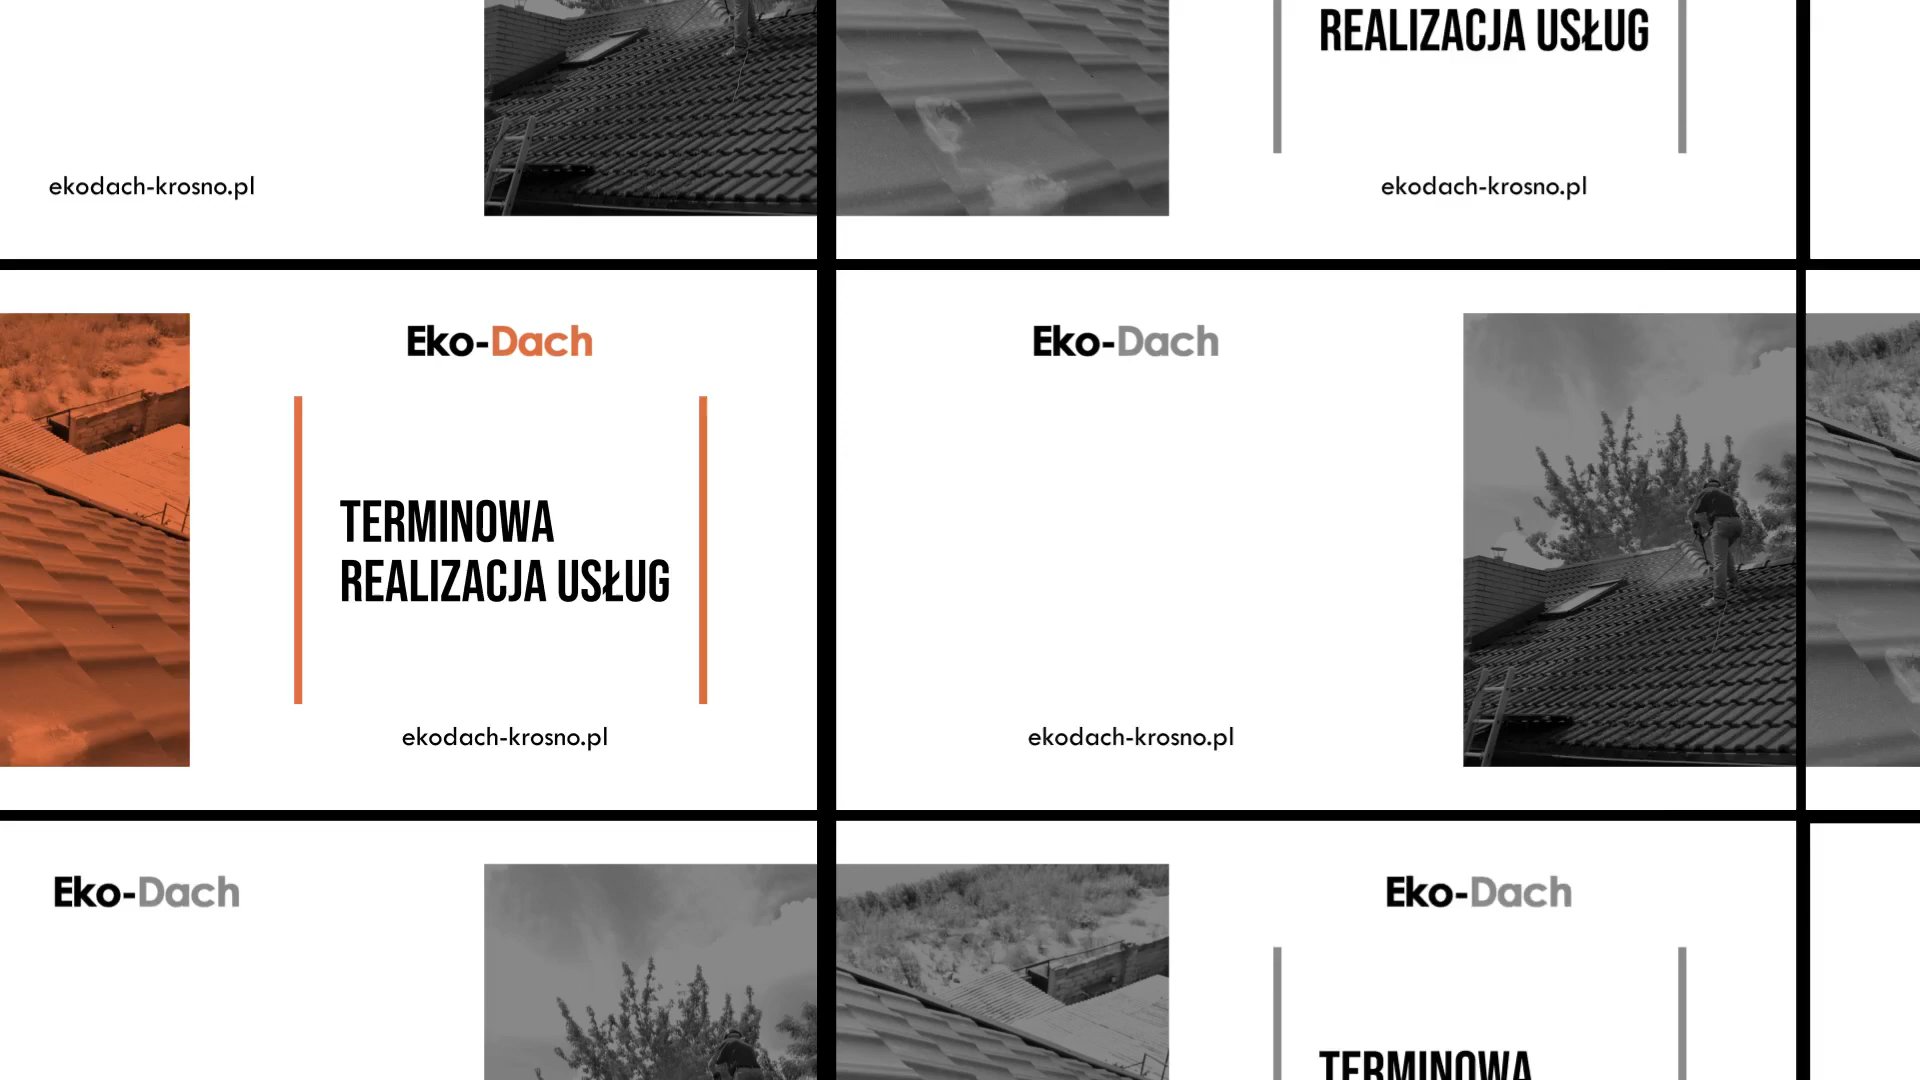 REALIZACJA USŁUG
ekodach-krosno.pl
ekodach-krosno.pl
Eko-Dach
TERMINOWA
REALIZACJA USŁUG
ekodach-krosno.pl
Eko-Dach
ekodach-krosno.pl
Eko-Dach
Eko-Dach
TERMINOWA